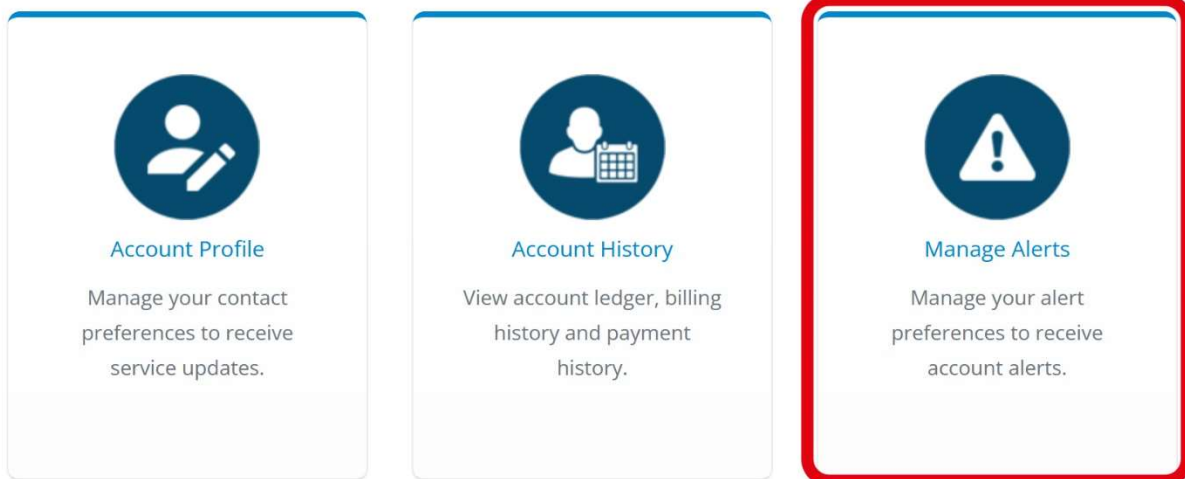 Account Profile
Manage your contact
preferences to receive
service updates.
Account History
View account ledger, billing
history and payment
history.
Manage Alerts
Manage your alert
preferences to receive
account alerts.